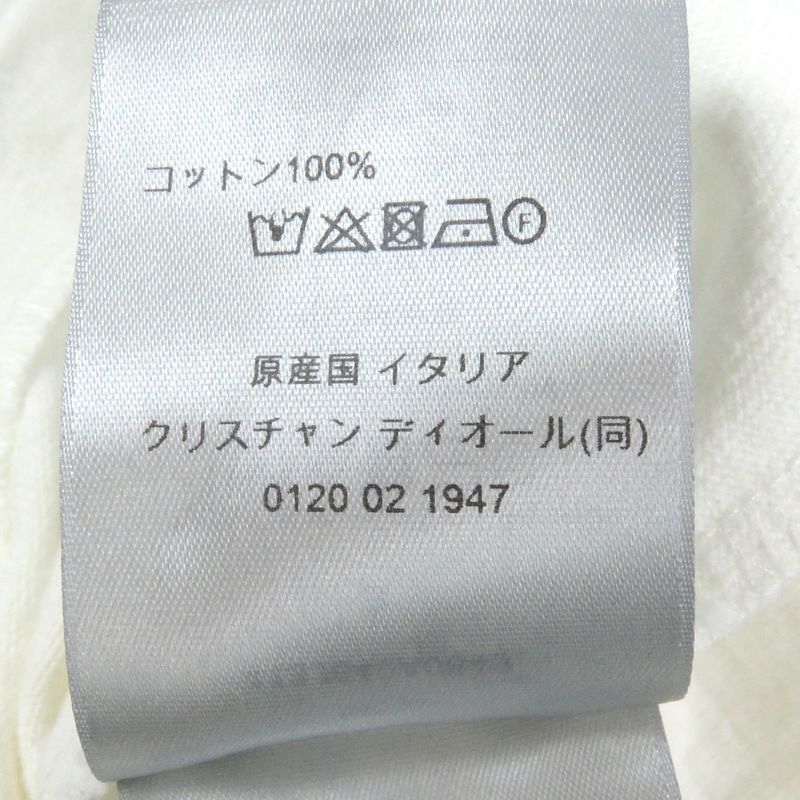 コットン100%
F
原産国 イタリア
クリスチャン ディオール(同)
0120 02 1947